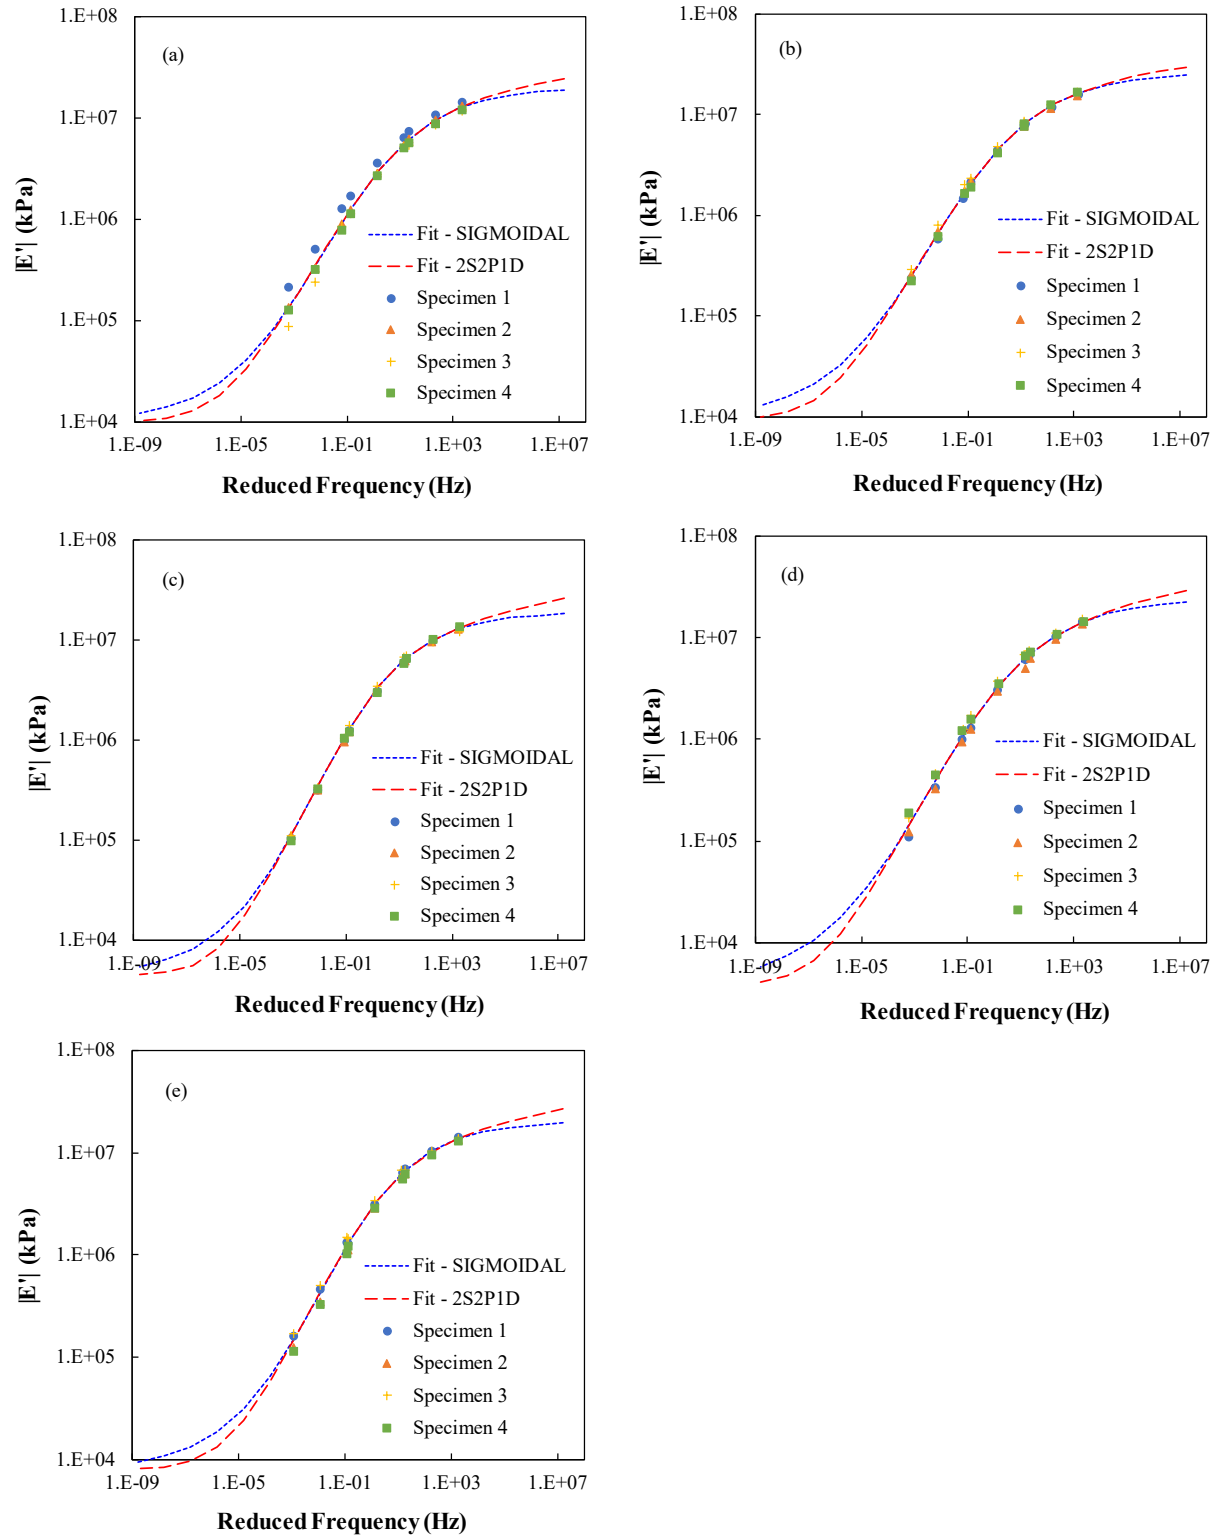 1.E+08
(a)
1.E+07
1.E+06
1.E+05
1.E+04
|E'| (kPa)
Fit - SIGMOIDAL
Fit - 2S2P1D
Specimen 1
Specimen 2
Specimen 3
Specimen 4
1.E-09 1.E-05 1.E-01 1.E+03 1.E+07
Reduced Frequency (Hz)
1.E+08
(b)
1.E+07
1.E+06
1.E+05
1.E+04
|E'| (kPa)
Fit - SIGMOIDAL
Fit - 2S2P1D
Specimen 1
Specimen 2
Specimen 3
Specimen 4
1.E-09 1.E-05 1.E-01 1.E+03 1.E+07
Reduced Frequency (Hz)
1.E+08
(c)
1.E+07
1.E+06
1.E+05
1.E+04
|E'| (kPa)
Fit - SIGMOIDAL
Fit - 2S2P1D
Specimen 1
Specimen 2
Specimen 3
Specimen 4
1.E-09 1.E-05 1.E-01 1.E+03 1.E+07
Reduced Frequency (Hz)
1.E+08
(d)
1.E+07
1.E+06
1.E+05
1.E+04
|E'| (kPa)
Fit - SIGMOIDAL
Fit - 2S2P1D
Specimen 1
Specimen 2
Specimen 3
Specimen 4
1.E-09 1.E-05 1.E-01 1.E+03 1.E+07
Reduced Frequency (Hz)
1.E+08
(e)
1.E+07
1.E+06
1.E+05
1.E+04
|E'| (kPa)
Fit - SIGMOIDAL
Fit - 2S2P1D
Specimen 1
Specimen 2
Specimen 3
Specimen 4
1.E-09 1.E-05 1.E-01 1.E+03 1.E+07
Reduced Frequency (Hz)